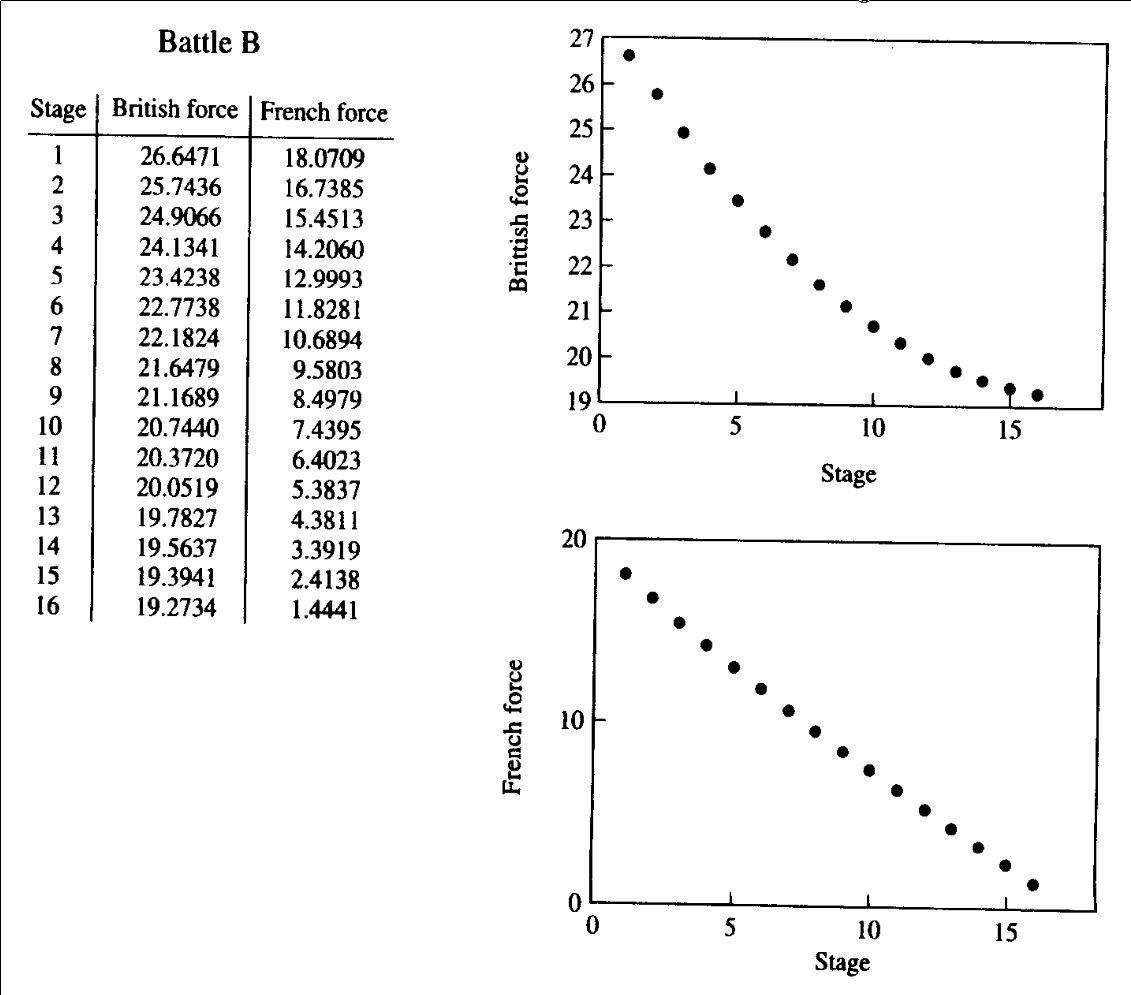 Battle B
Stage British force French force
1 26.6471 18.0709
2 25.7436 16.7385
3 24.9066 15.4513
4 24.1341 14.2060
5 23.4238 12.9993
6 22.7738 11.8281
7 22.1824 10.6894
8 21.6479 9.5803
9 21.1689 8.4979
10 20.7440 7.4395
11 20.3720 6.4023
12 20.0519 5.3837
13 19.7827 4.3811
14 19.5637 3.3919
15 19.3941 2.4138
16 19.2734 1.4441
27
26
25
24
23
22
21
20
19
Brittish force
0 5 10 15
Stage
20
10
0
French force
0 5 10 15
Stage